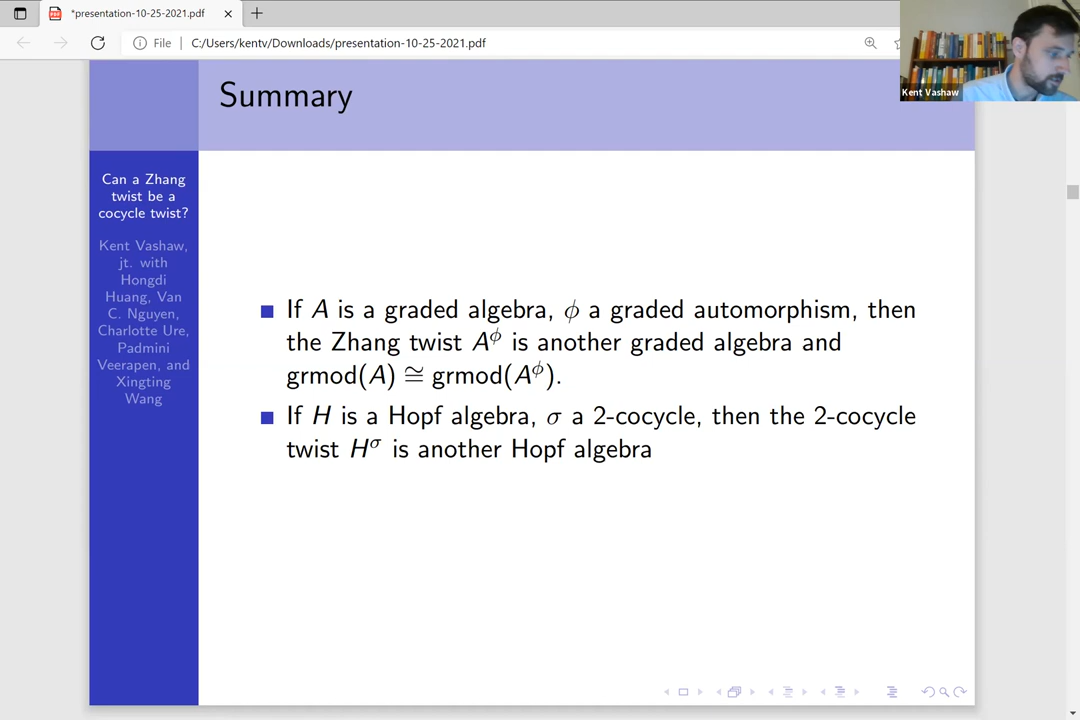 *presentation-10-25-2021.pdf
File
C:/Users/kentv/Downloads/presentation-10-25-2021.pdf
Kent Vashaw
Summary
Can a Zhang
twist be a
cocycle twist?
Kent Vashaw,
jt. with
Hongdi
Huang, Van
C. Nguyen,
Charlotte Ure,
Padmini
Veerapen, and
Xingting
Wang
If A is a graded algebra, ϕ a graded automorphism, then
the Zhang twist A^ϕ is another graded algebra and
grmod(A) ≅ grmod(A^ϕ).
If H is a Hopf algebra, σ a 2-cocycle, then the 2-cocycle
twist H^σ is another Hopf algebra